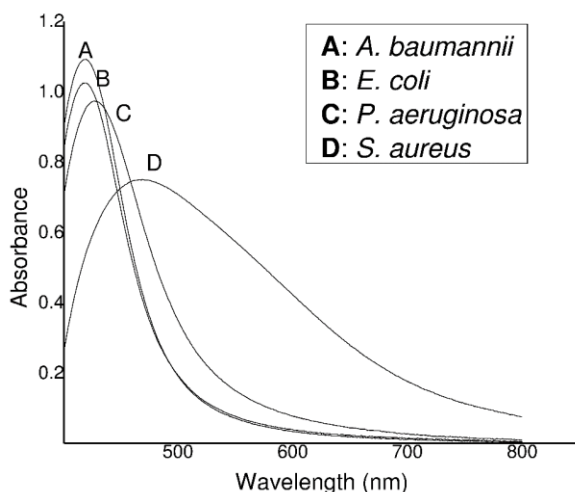 1.2
A
A: A. baumannii
B
B: E. coli
1.0
C
C: P. aeruginosa
D: S. aureus
0.8
D
Absorbance
0.6
0.4
0.2
500 600 700 800
Wavelength (nm)